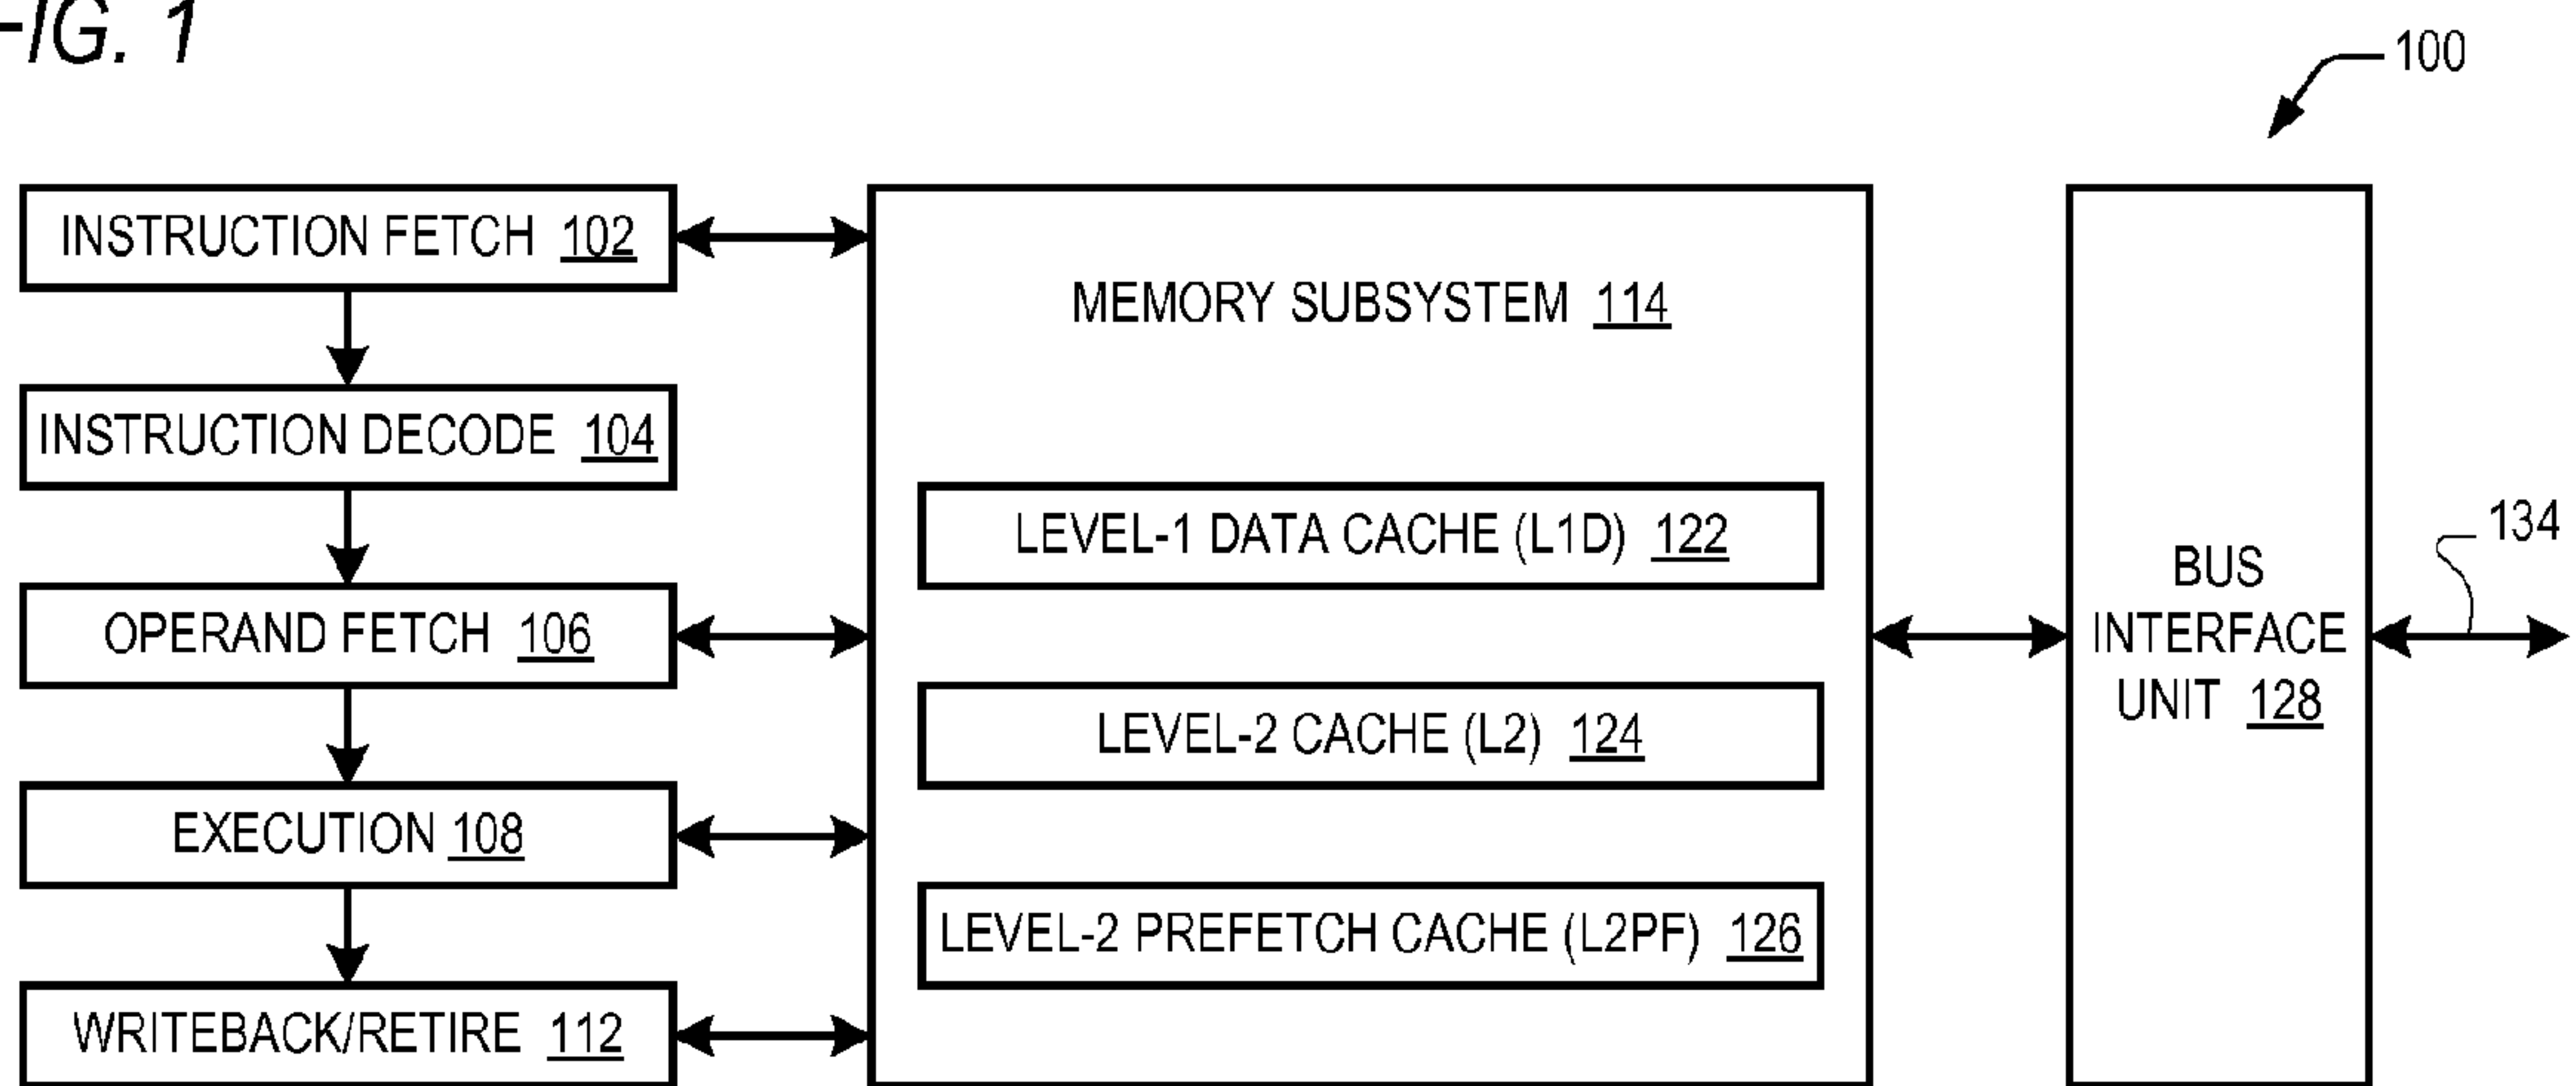 FIG. 1
100
INSTRUCTION FETCH 102
INSTRUCTION DECODE 104
OPERAND FETCH 106
EXECUTION 108
WRITEBACK/RETIRE 112
MEMORY SUBSYSTEM 114
LEVEL-1 DATA CACHE (L1D) 122
LEVEL-2 CACHE (L2) 124
LEVEL-2 PREFETCH CACHE (L2PF) 126
BUS
INTERFACE
UNIT 128
134